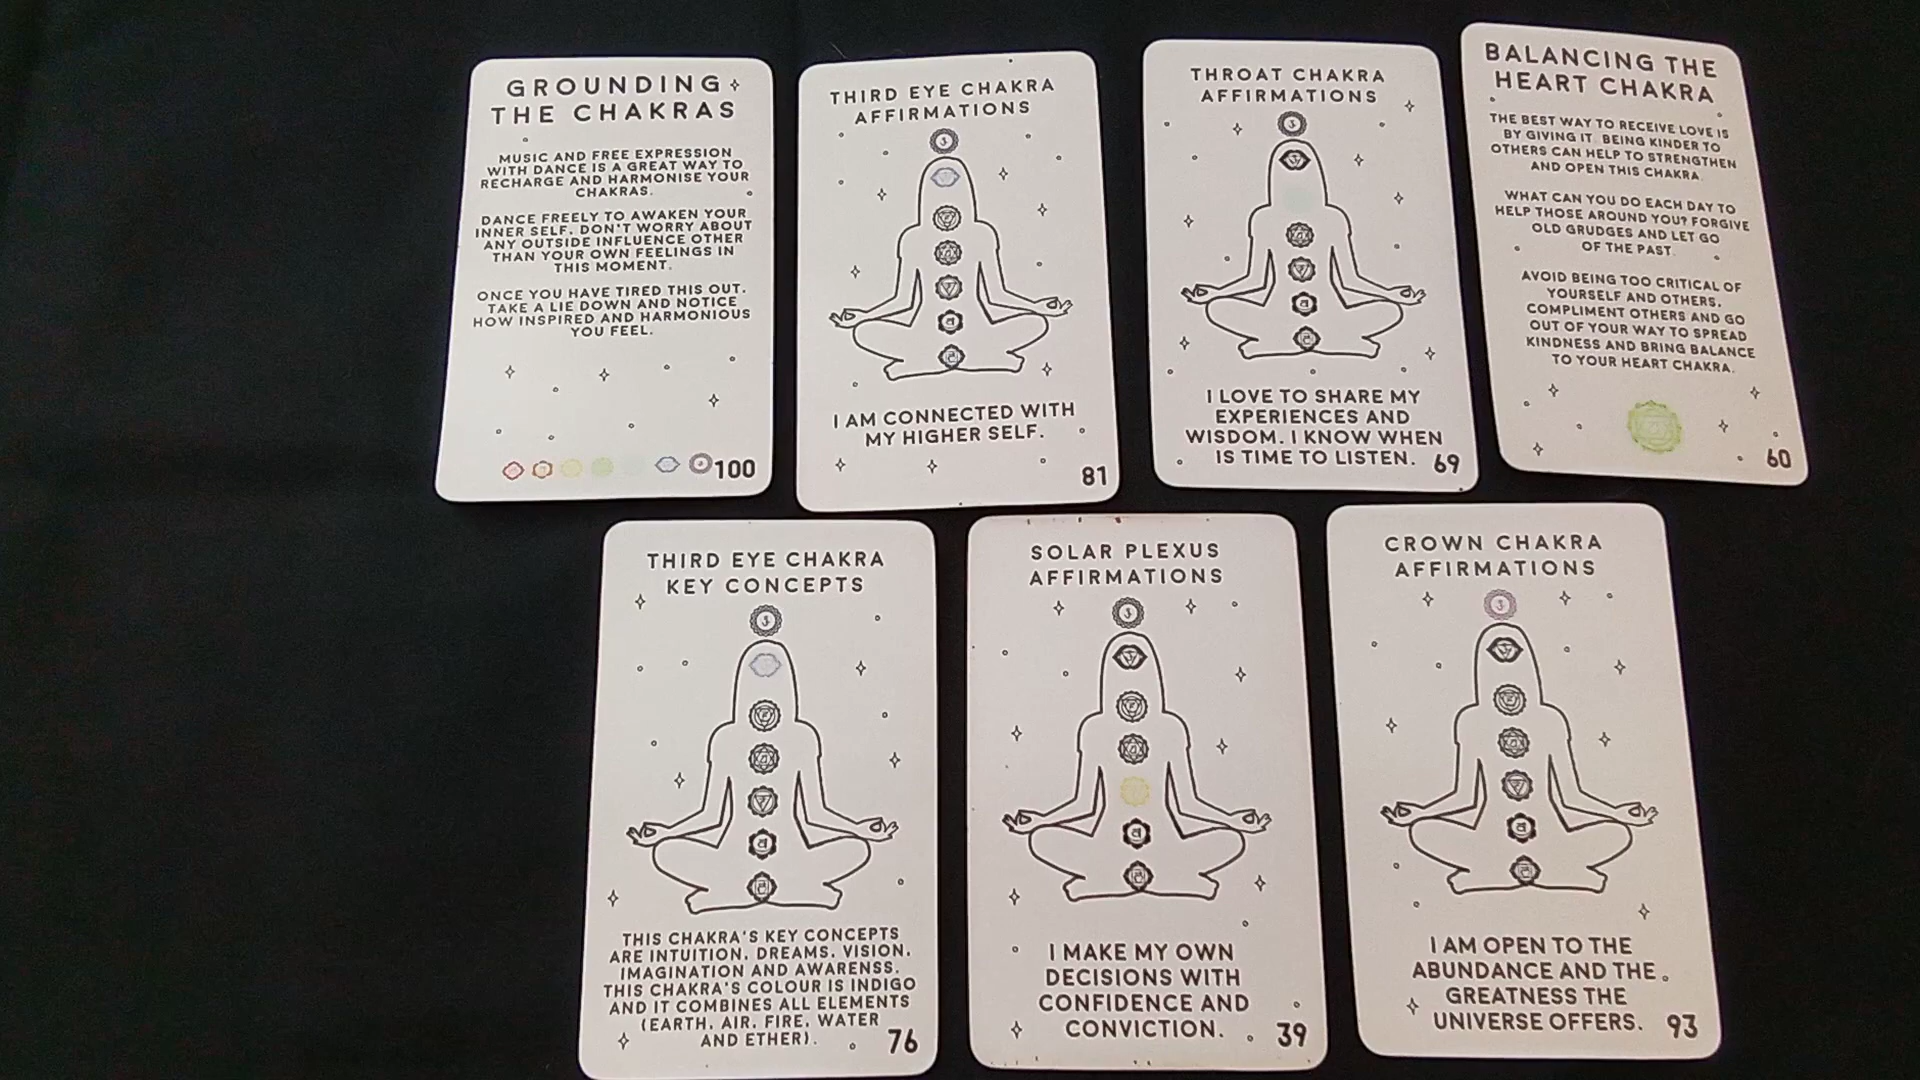 GROUNDING
THE CHAKRAS
MUSIC AND FREE EXPRESSION
WITH DANCE IS A GREAT WAY TO
RECHARGE AND HARMONISE YOUR
CHAKRAS.
DANCE FREELY TO AWAKEN YOUR
INNER SELF. DON'T WORRY ABOUT
ANY OUTSIDE INFLUENCE OTHER
THAN YOUR OWN FEELINGS IN
THIS MOMENT.
ONCE YOU HAVE TIRED THIS OUT,
TAKE A LIE DOWN AND NOTICE
HOW INSPIRED AND HARMONIOUS
YOU FEEL.
100
THIRD EYE CHAKRA
AFFIRMATIONS
I AM CONNECTED WITH
MY HIGHER SELF.
81
THROAT CHAKRA
AFFIRMATIONS
I LOVE TO SHARE MY
EXPERIENCES AND
WISDOM. I KNOW WHEN
IS TIME TO LISTEN.
69
BALANCING THE
HEART CHAKRA
THE BEST WAY TO RECEIVE LOVE IS
BY GIVING IT. BEING KINDER TO
OTHERS CAN HELP TO STRENGTHEN
AND OPEN THIS CHAKRA.
WHAT CAN YOU DO EACH DAY TO
HELP THOSE AROUND YOU? FORGIVE
OLD GRUDGES AND LET GO
OF THE PAST.
AVOID BEING TOO CRITICAL OF
YOURSELF AND OTHERS,
COMPLIMENT OTHERS AND GO
OUT OF YOUR WAY TO SPREAD
KINDNESS AND BRING BALANCE
TO YOUR HEART CHAKRA.
60
THIRD EYE CHAKRA
KEY CONCEPTS
THIS CHAKRA'S KEY CONCEPTS
ARE INTUITION, DREAMS, VISION,
IMAGINATION AND AWARENSS.
THIS CHAKRA'S COLOUR IS INDIGO
AND IT COMBINES ALL ELEMENTS
(EARTH, AIR, FIRE, WATER
AND ETHER).
76
SOLAR PLEXUS
AFFIRMATIONS
I MAKE MY OWN
DECISIONS WITH
CONFIDENCE AND
CONVICTION.
39
CROWN CHAKRA
AFFIRMATIONS
I AM OPEN TO THE
ABUNDANCE AND THE
GREATNESS THE
UNIVERSE OFFERS.
93